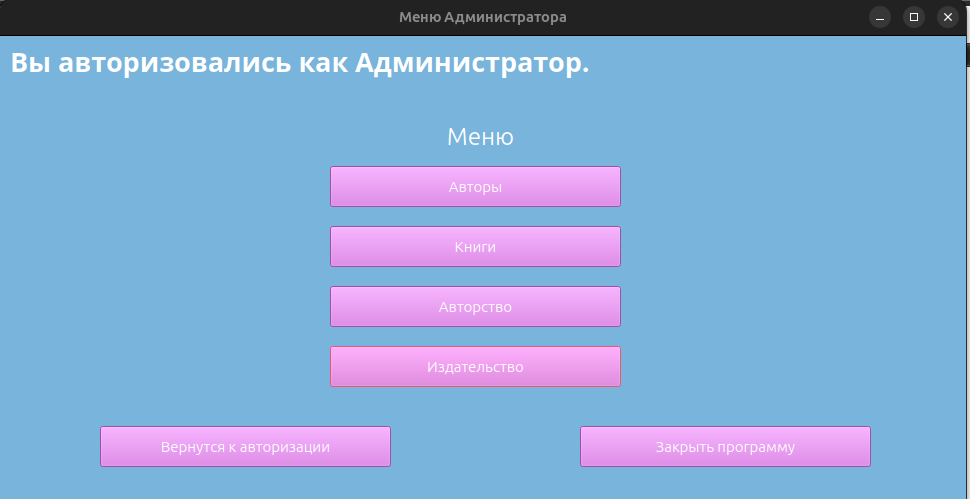 Меню Администратора
Вы авторизовались как Администратор.
Меню
Авторы
Книги
Авторство
Издательство
Вернутся к авторизации
Закрыть программу